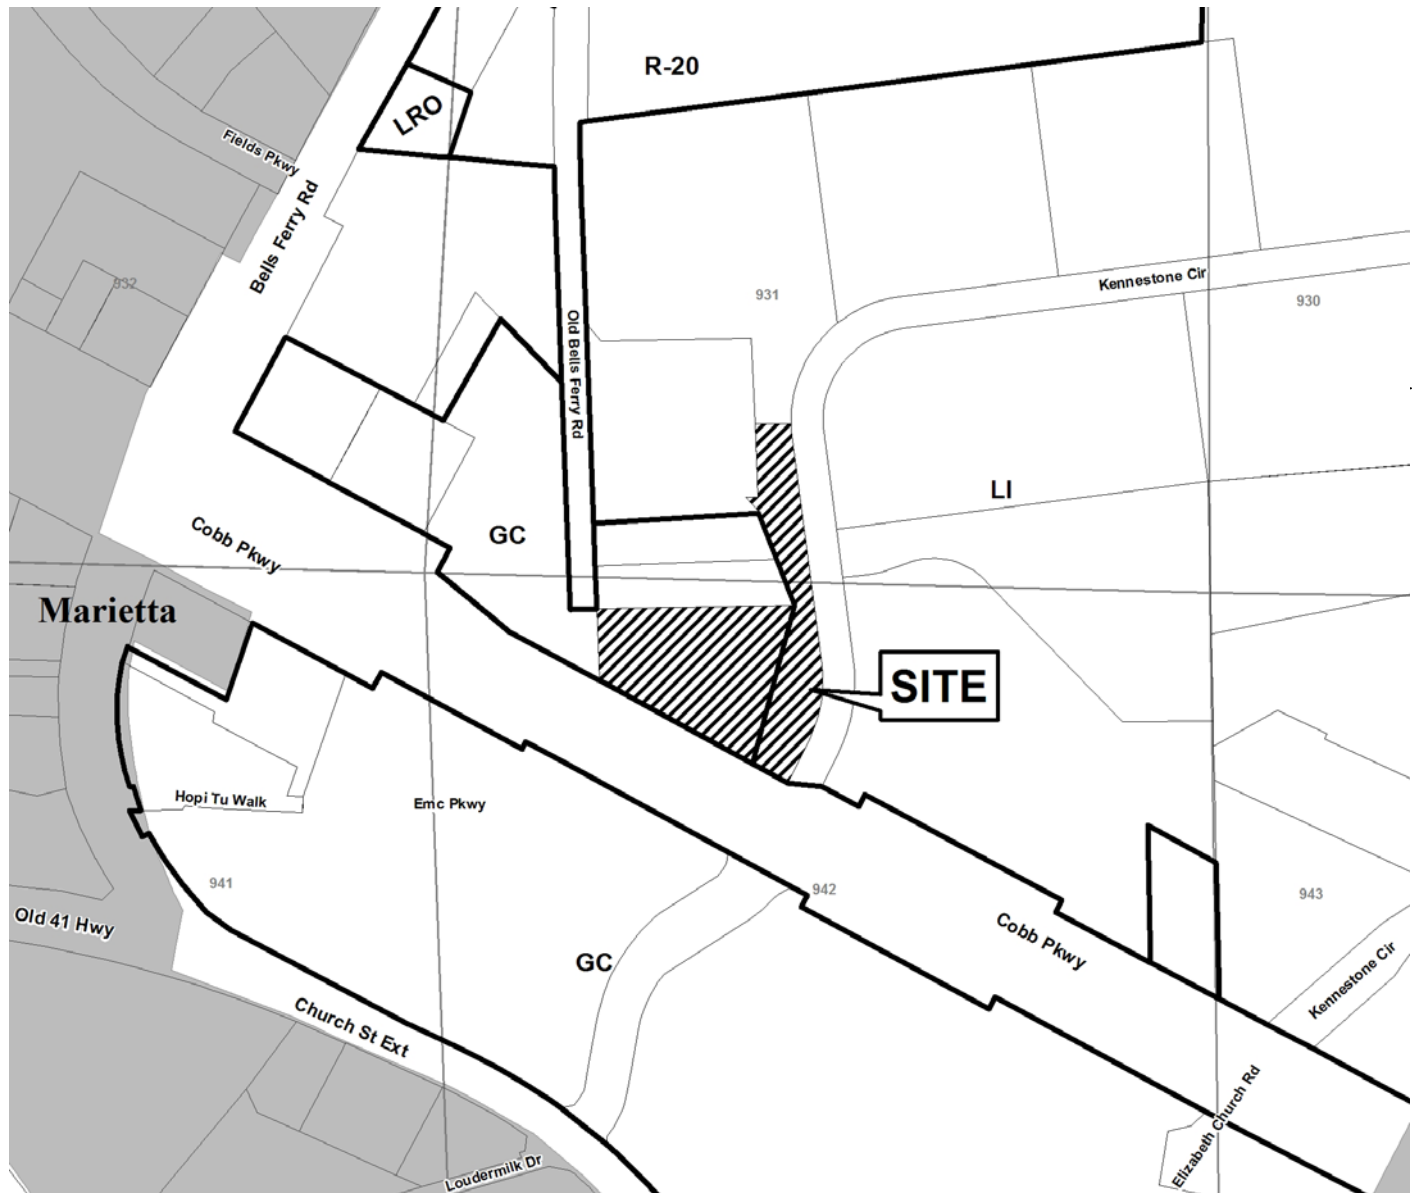 R-20
LRO
Fields Pkwy
Bells Ferry Rd
932
931
Kennestone Cir
930
Old Bells Ferry Rd
LI
GC
Cobb Pkwy
Marietta
SITE
Hopi Tu Walk
Emc Pkwy
941
942
943
Old 41 Hwy
Cobb Pkwy
GC
Kennestone Cir
Church St Ext
Elizabeth Church Rd
Loudermilk Dr